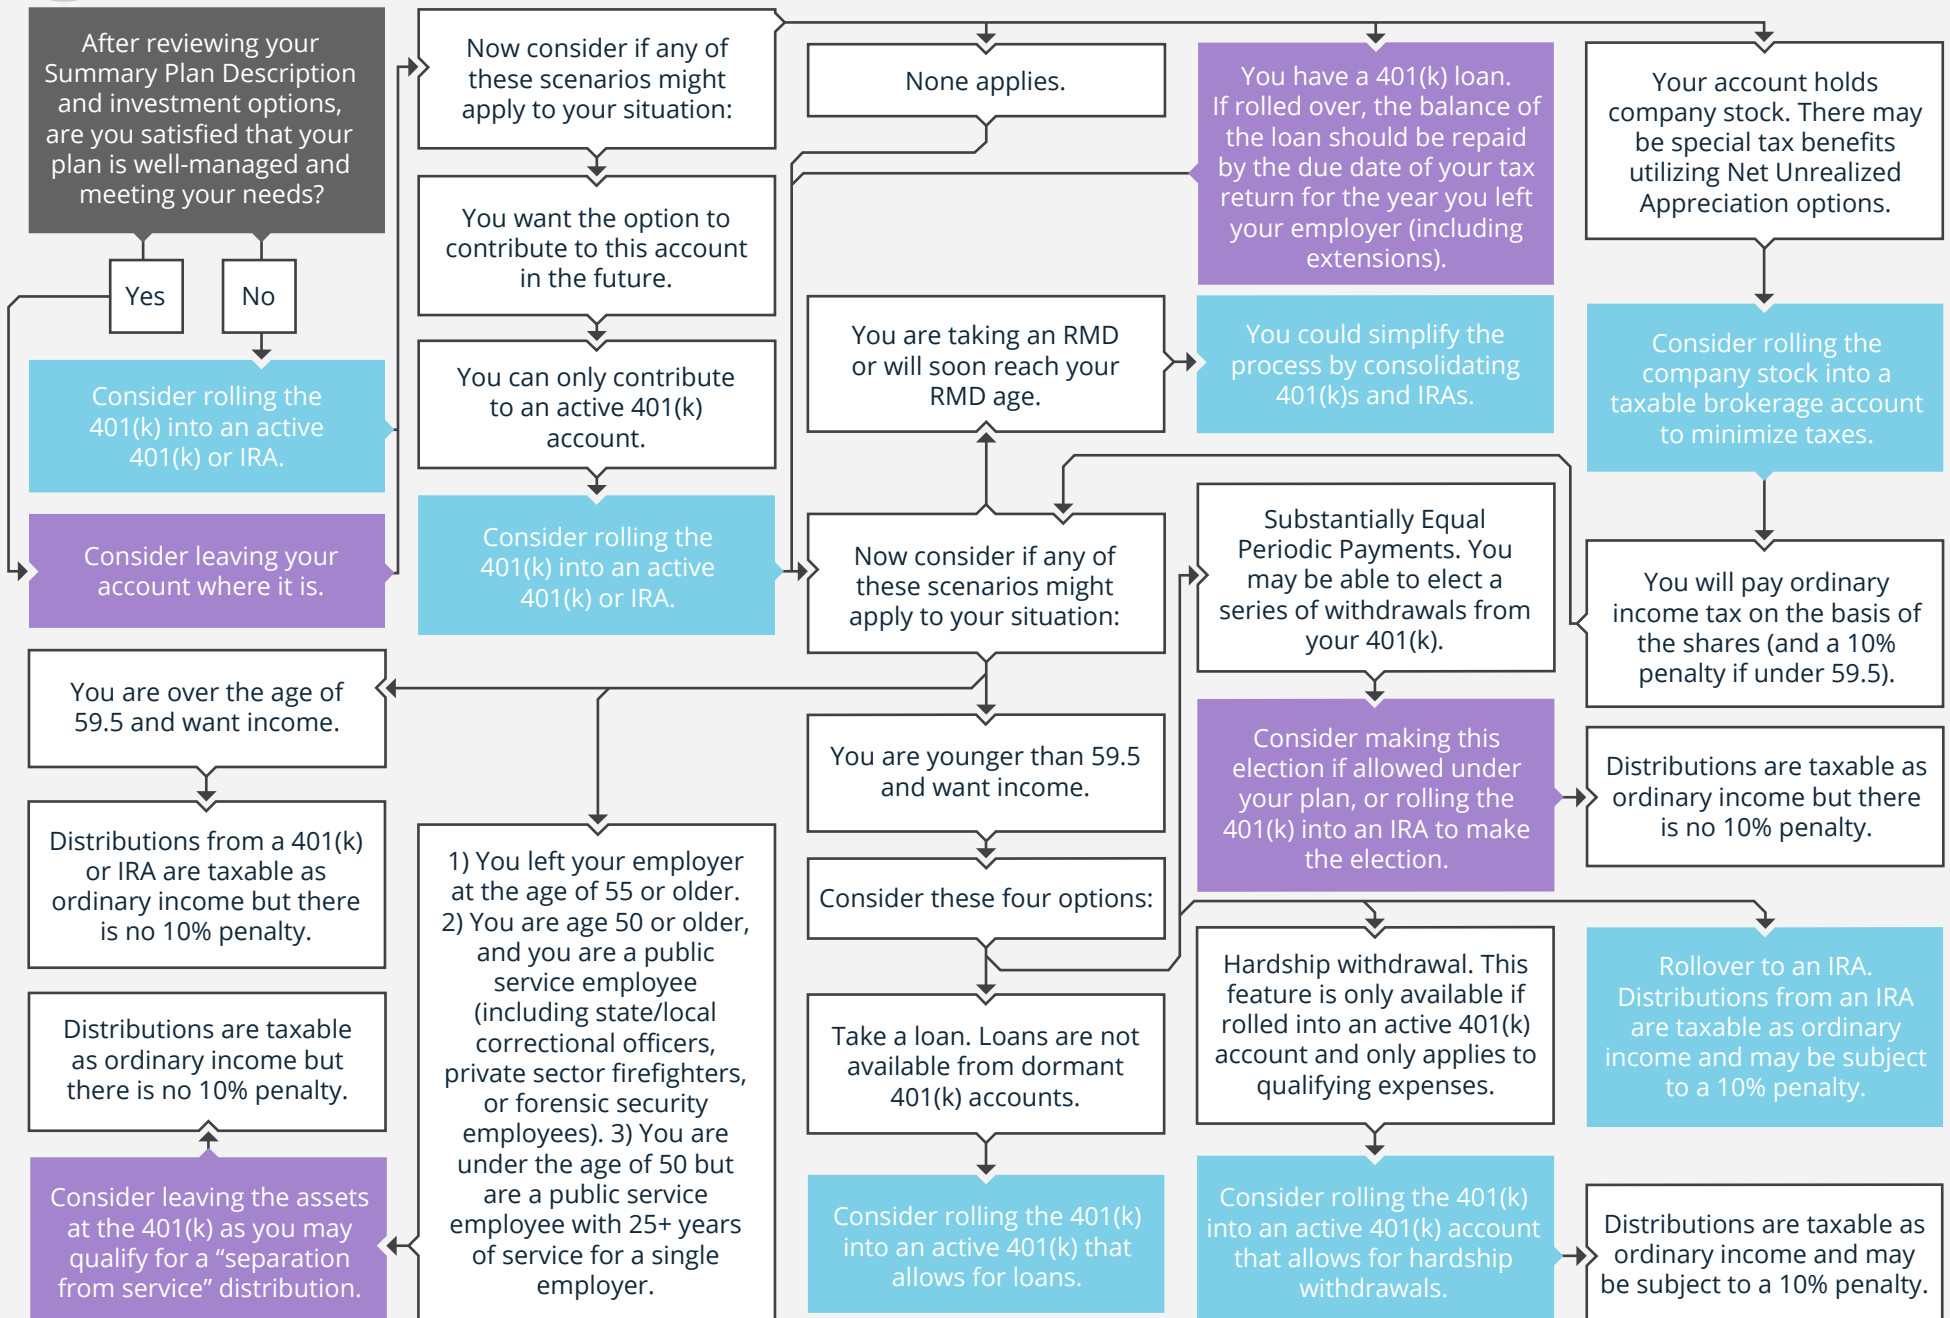 After reviewing your
Summary Plan Description
and investment options,
are you satisfied that your
plan is well-managed and
meeting your needs?
Yes
No
Consider rolling the
401(k) into an active
401(k) or IRA.
Consider leaving your
account where it is.
Now consider if any of
these scenarios might
apply to your situation:
You want the option to
contribute to this account
in the future.
You can only contribute
to an active 401(k)
account.
Consider rolling the
401(k) into an active
401(k) or IRA.
None applies.
You have a 401(k) loan.
If rolled over, the balance of
the loan should be repaid
by the due date of your tax
return for the year you left
your employer (including
extensions).
Your account holds
company stock. There may
be special tax benefits
utilizing Net Unrealized
Appreciation options.
Consider rolling the
company stock into a
taxable brokerage account
to minimize taxes.
You will pay ordinary
income tax on the basis of
the shares (and a 10%
penalty if under 59.5).
Now consider if any of
these scenarios might
apply to your situation:
You are taking an RMD
or will soon reach your
RMD age.
You could simplify the
process by consolidating
401(k)s and IRAs.
You are over the age of
59.5 and want income.
Distributions from a 401(k)
or IRA are taxable as
ordinary income but there
is no 10% penalty.
1) You left your employer
at the age of 55 or older.
2) You are age 50 or older,
and you are a public
service employee
(including state/local
correctional officers,
private sector firefighters,
or forensic security
employees). 3) You are
under the age of 50 but
are a public service
employee with 25+ years
of service for a single
employer.
Consider leaving the assets
at the 401(k) as you may
qualify for a “separation
from service” distribution.
Distributions are taxable
as ordinary income but
there is no 10% penalty.
You are younger than 59.5
and want income.
Consider these four options:
Take a loan. Loans are not
available from dormant
401(k) accounts.
Consider rolling the 401(k)
into an active 401(k) that
allows for loans.
Substantially Equal
Periodic Payments. You
may be able to elect a
series of withdrawals from
your 401(k).
Consider making this
election if allowed under
your plan, or rolling the
401(k) into an IRA to make
the election.
Distributions are taxable as
ordinary income but there
is no 10% penalty.
Hardship withdrawal. This
feature is only available if
rolled into an active 401(k)
account and only applies to
qualifying expenses.
Consider rolling the 401(k)
into an active 401(k) account
that allows for hardship
withdrawals.
Distributions are taxable as
ordinary income and may
be subject to a 10% penalty.
Rollover to an IRA.
Distributions from an IRA
are taxable as ordinary
income and may be subject
to a 10% penalty.